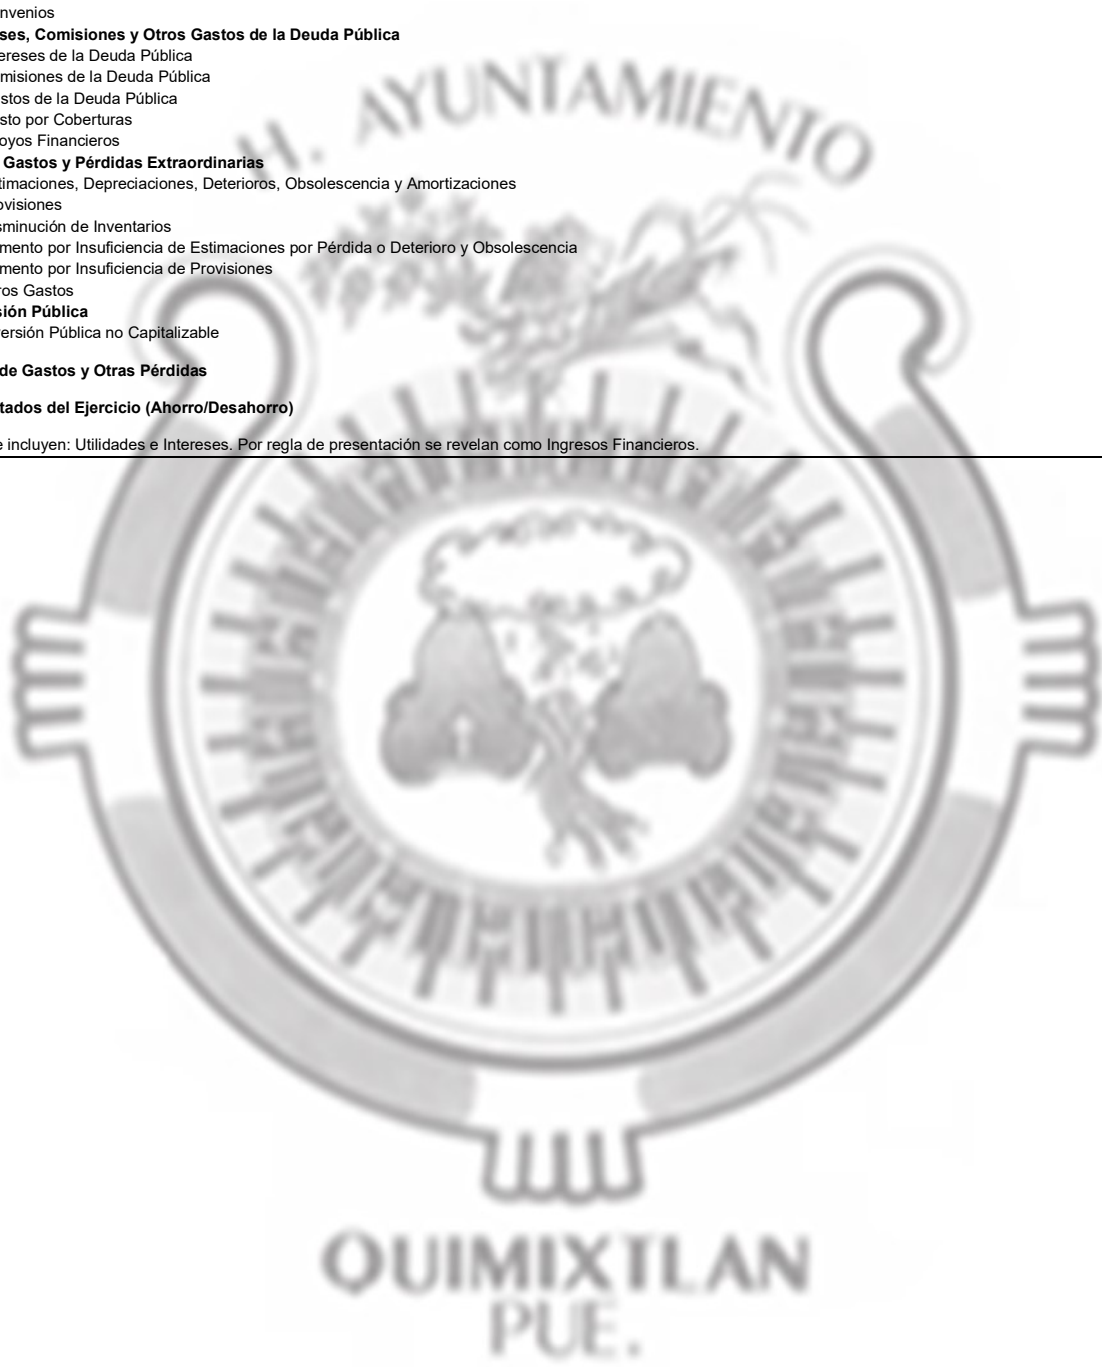 nvenios
ses, Comisiones y Otros Gastos de la Deuda Pública
ereses de la Deuda Pública
misiones de la Deuda Pública
stos de la Deuda Pública
sto por Coberturas
oyos Financieros
Gastos y Pérdidas Extraordinarias
timaciones, Depreciaciones, Deterioros, Obsolescencia y Amortizaciones
ovisiones
sminución de Inventarios
mento por Insuficiencia de Estimaciones por Pérdida o Deterioro y Obsolescencia
mento por Insuficiencia de Provisiones
ros Gastos
sión Pública
versión Pública no Capitalizable
de Gastos y Otras Pérdidas
tados del Ejercicio (Ahorro/Desahorro)
e incluyen: Utilidades e Intereses. Por regla de presentación se revelan como Ingresos Financieros.
H. AYUNTAMIENTO
QUIMIXTLAN
PUE.